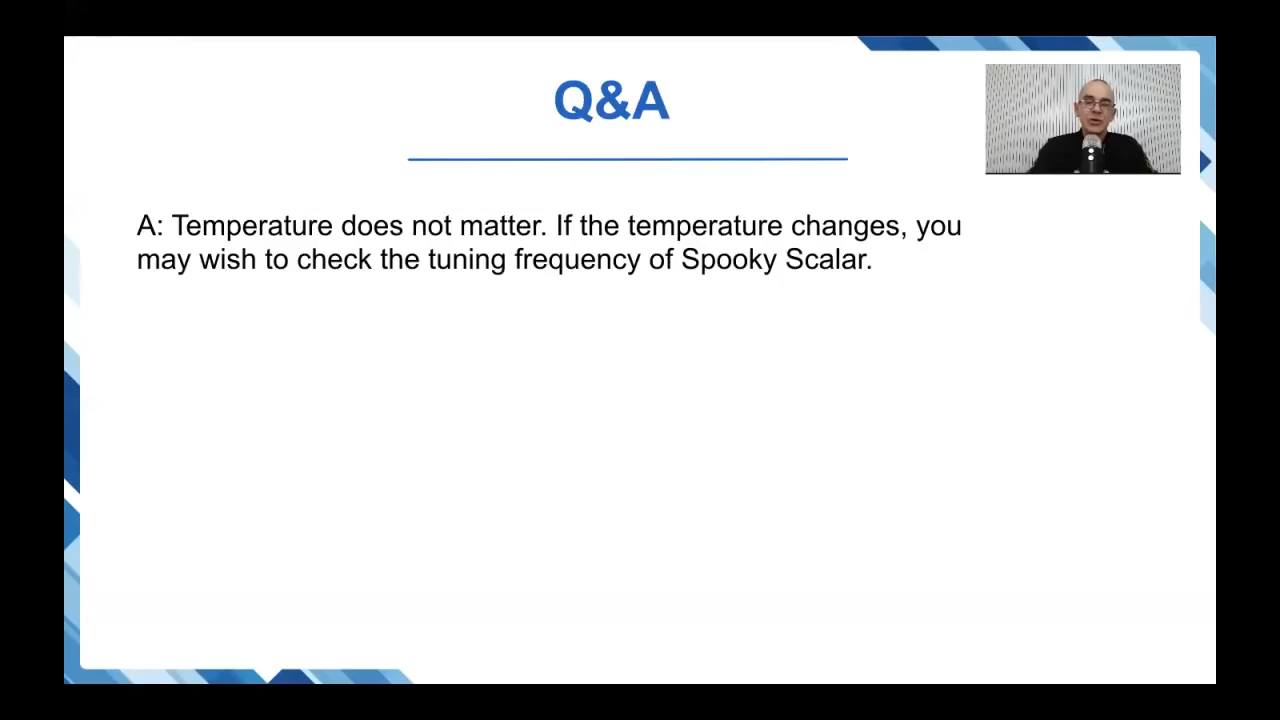 Q&A
A: Temperature does not matter. If the temperature changes, you
may wish to check the tuning frequency of Spooky Scalar.